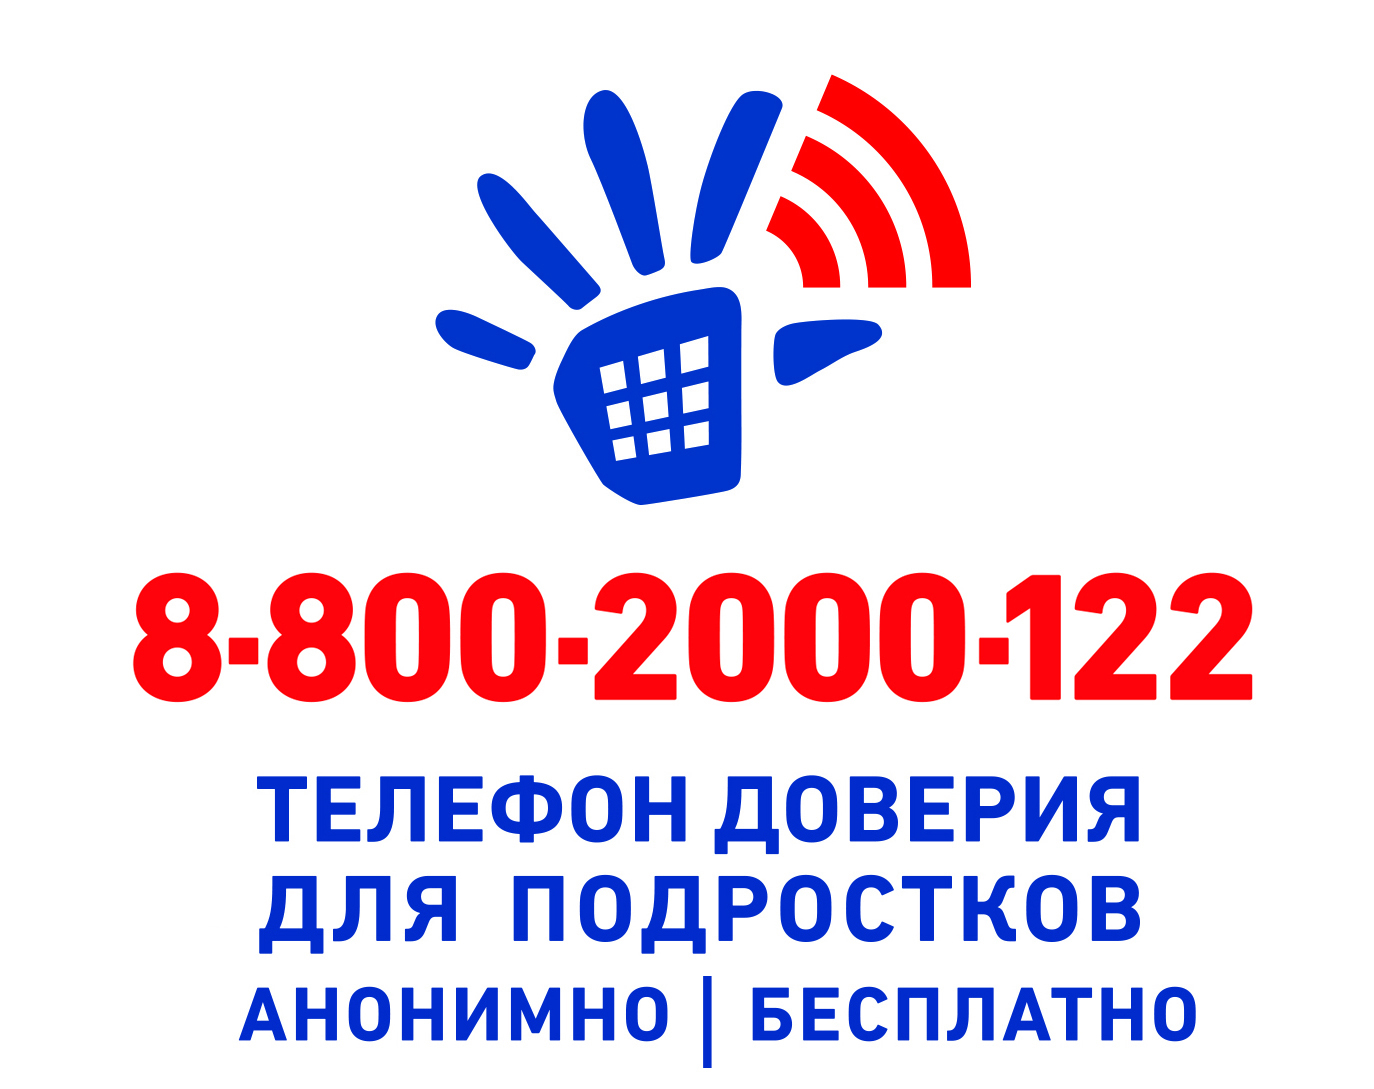 8-800-2000-122
ТЕЛЕФОН ДОВЕРИЯ
ДЛЯ ПОДРОСТКОВ
АНОНИМНО | БЕСПЛАТНО